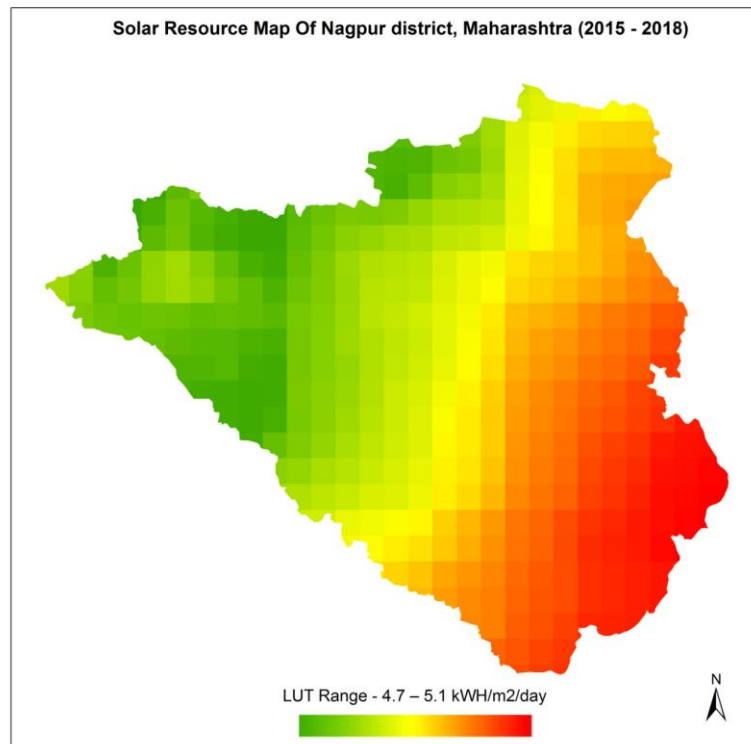 Solar Resource Map Of Nagpur district, Maharashtra (2015 - 2018)
LUT Range - 4.7 – 5.1 kWH/m2/day
N